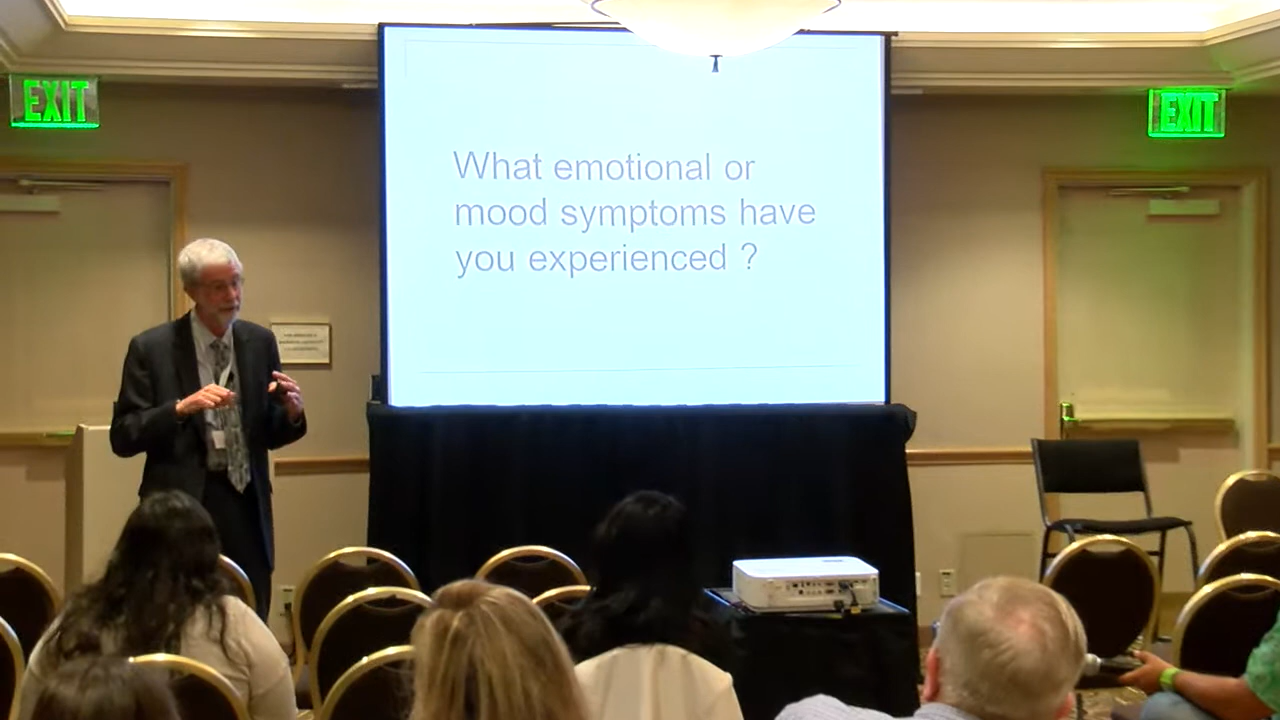 EXIT
EXIT
What emotional or
mood symptoms have
you experienced ?